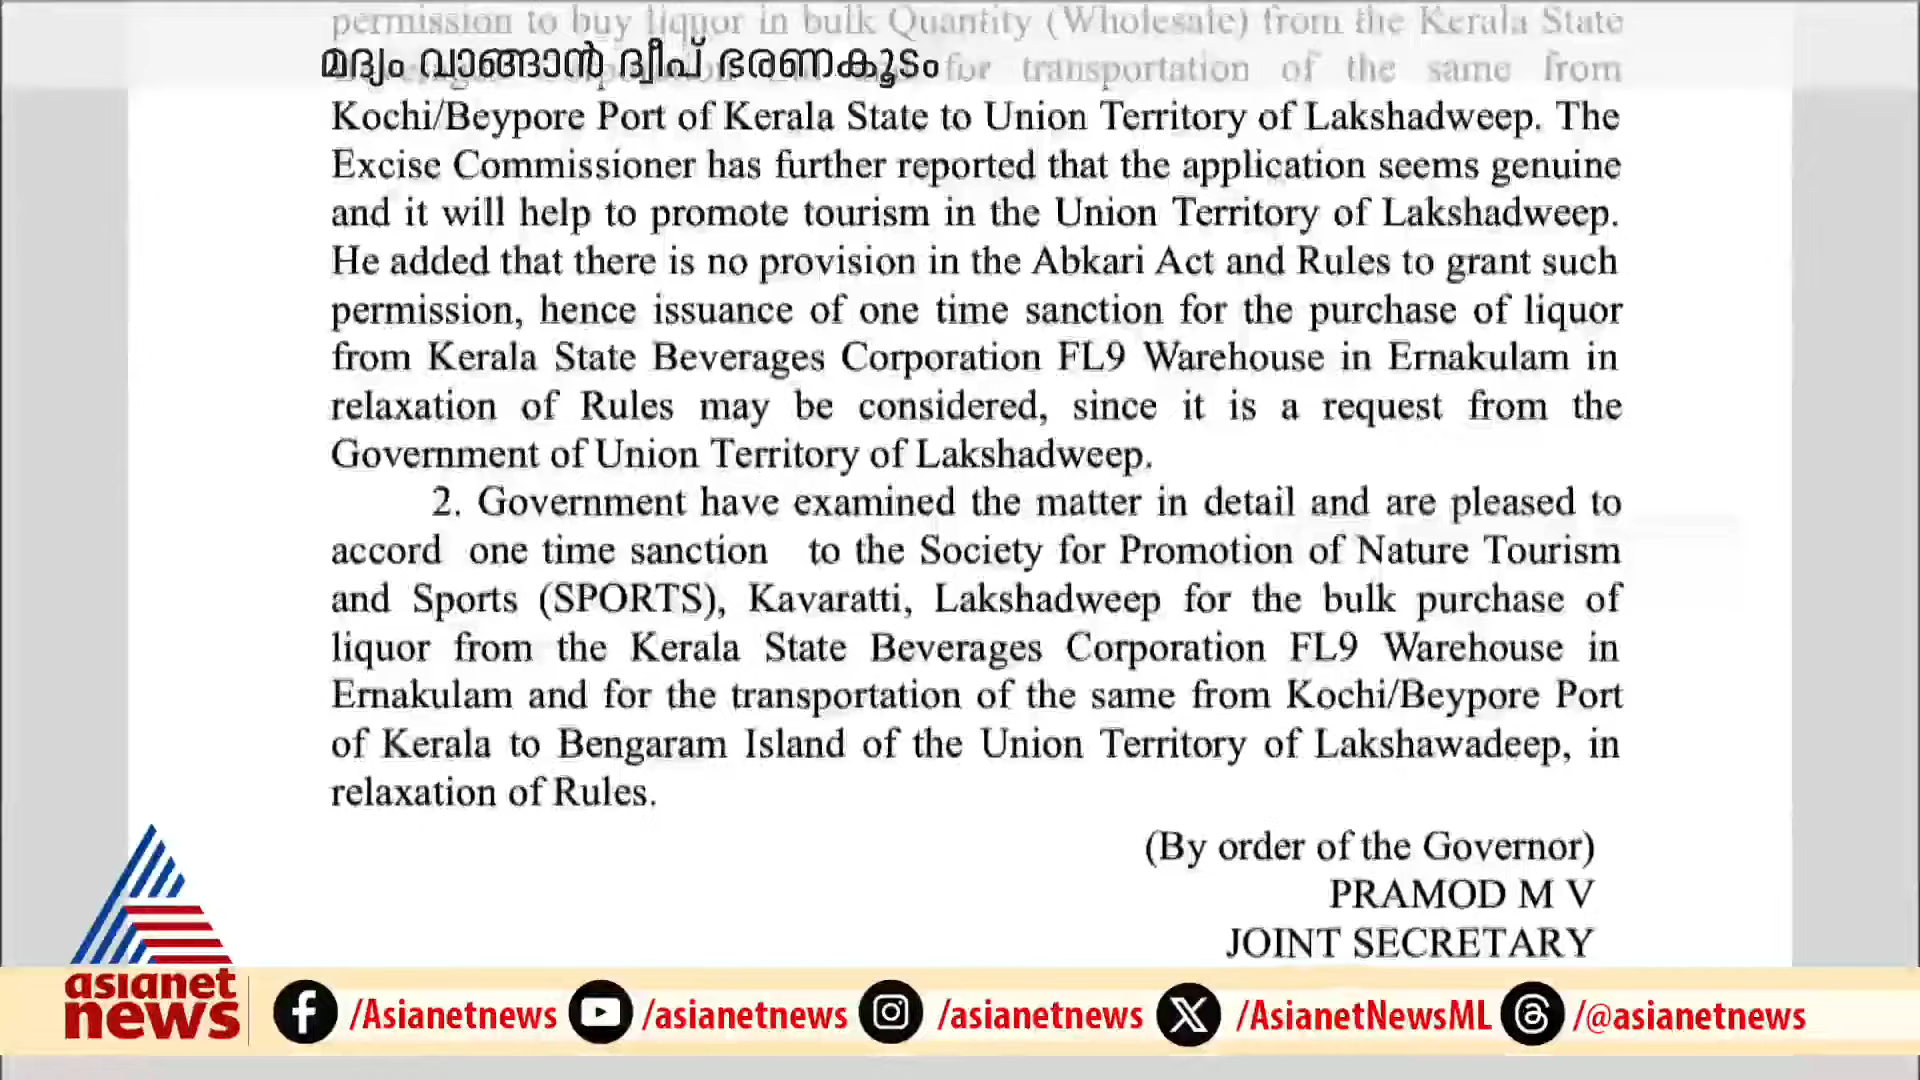 permission to buy liquor in bulk Quantity (Wholesale) from the Kerala State
മദ്യം വാങ്ങാൻ ദ്വീപ് ഭരണകൂടം
for transportation of the same from
Kochi/Beypore Port of Kerala State to Union Territory of Lakshadweep. The
Excise Commissioner has further reported that the application seems genuine
and it will help to promote tourism in the Union Territory of Lakshadweep.
He added that there is no provision in the Abkari Act and Rules to grant such
permission, hence issuance of one time sanction for the purchase of liquor
from Kerala State Beverages Corporation FL9 Warehouse in Ernakulam in
relaxation of Rules may be considered, since it is a request from the
Government of Union Territory of Lakshadweep.
2. Government have examined the matter in detail and are pleased to
accord one time sanction to the Society for Promotion of Nature Tourism
and Sports (SPORTS), Kavaratti, Lakshadweep for the bulk purchase of
liquor from the Kerala State Beverages Corporation FL9 Warehouse in
Ernakulam and for the transportation of the same from Kochi/Beypore Port
of Kerala to Bengaram Island of the Union Territory of Lakshawadeep, in
relaxation of Rules.
(By order of the Governor)
PRAMOD M V
JOINT SECRETARY
asianet
news
/Asianetnews /asianetnews /asianetnews /AsianetNewsML /@asianetnews